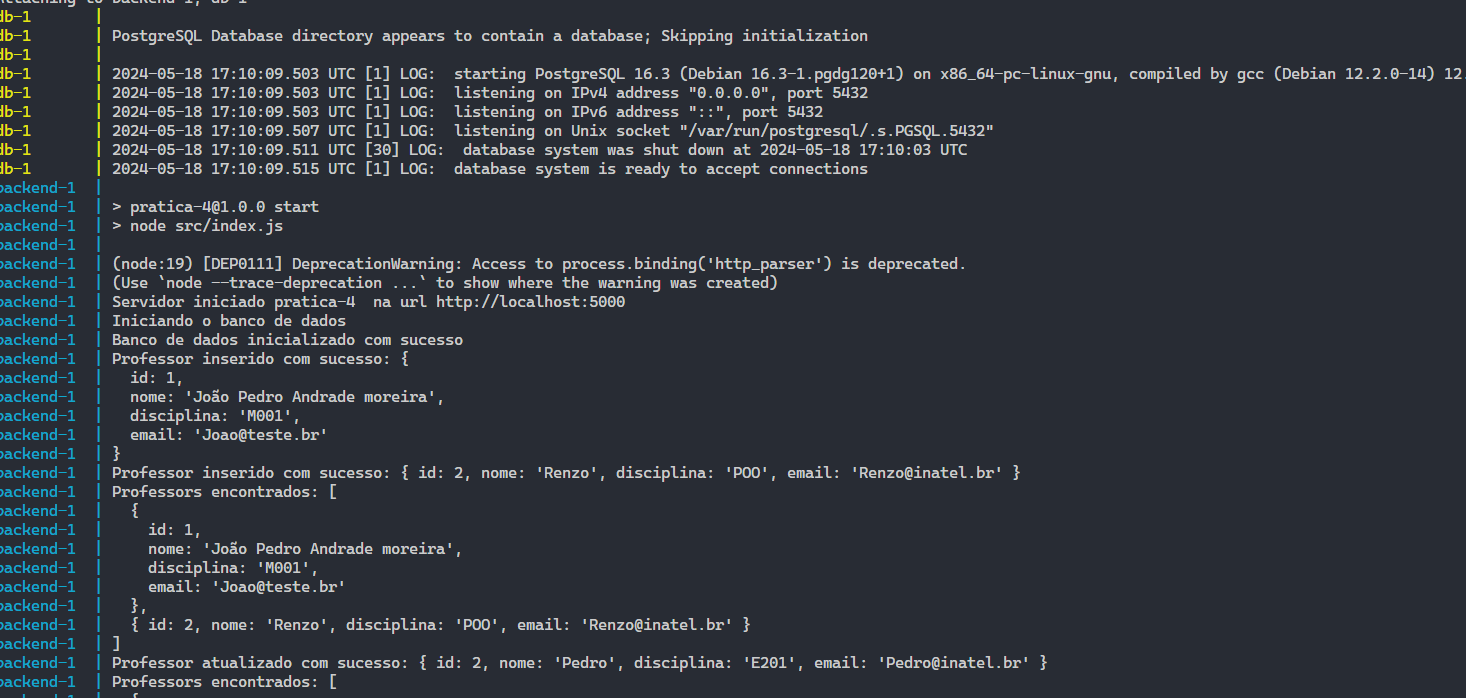 Attaching to backend-1, db-1
db-1 |
db-1 | PostgreSQL Database directory appears to contain a database; Skipping initialization
db-1 |
db-1 | 2024-05-18 17:10:09.503 UTC [1] LOG:  starting PostgreSQL 16.3 (Debian 16.3-1.pgdg120+1) on x86_64-pc-linux-gnu, compiled by gcc (Debian 12.2.0-14) 12.
db-1 | 2024-05-18 17:10:09.503 UTC [1] LOG:  listening on IPv4 address "0.0.0.0", port 5432
db-1 | 2024-05-18 17:10:09.503 UTC [1] LOG:  listening on IPv6 address "::", port 5432
db-1 | 2024-05-18 17:10:09.507 UTC [1] LOG:  listening on Unix socket "/var/run/postgresql/.s.PGSQL.5432"
db-1 | 2024-05-18 17:10:09.511 UTC [30] LOG:  database system was shut down at 2024-05-18 17:10:03 UTC
db-1 | 2024-05-18 17:10:09.515 UTC [1] LOG:  database system is ready to accept connections
backend-1 |
backend-1 | > pratica-4@1.0.0 start
backend-1 | > node src/index.js
backend-1 |
backend-1 | (node:19) [DEP0111] DeprecationWarning: Access to process.binding('http_parser') is deprecated.
backend-1 | (Use `node --trace-deprecation ...` to show where the warning was created)
backend-1 | Servidor iniciado pratica-4  na url http://localhost:5000
backend-1 | Iniciando o banco de dados
backend-1 | Banco de dados inicializado com sucesso
backend-1 | Professor inserido com sucesso: {
backend-1 |   id: 1,
backend-1 |   nome: 'João Pedro Andrade moreira',
backend-1 |   disciplina: 'M001',
backend-1 |   email: 'Joao@teste.br'
backend-1 | }
backend-1 | Professor inserido com sucesso: { id: 2, nome: 'Renzo', disciplina: 'POO', email: 'Renzo@inatel.br' }
backend-1 | Professors encontrados: [
backend-1 |   {
backend-1 |     id: 1,
backend-1 |     nome: 'João Pedro Andrade moreira',
backend-1 |     disciplina: 'M001',
backend-1 |     email: 'Joao@teste.br'
backend-1 |   },
backend-1 |   { id: 2, nome: 'Renzo', disciplina: 'POO', email: 'Renzo@inatel.br' }
backend-1 | ]
backend-1 | Professor atualizado com sucesso: { id: 2, nome: 'Pedro', disciplina: 'E201', email: 'Pedro@inatel.br' }
backend-1 | Professors encontrados: [